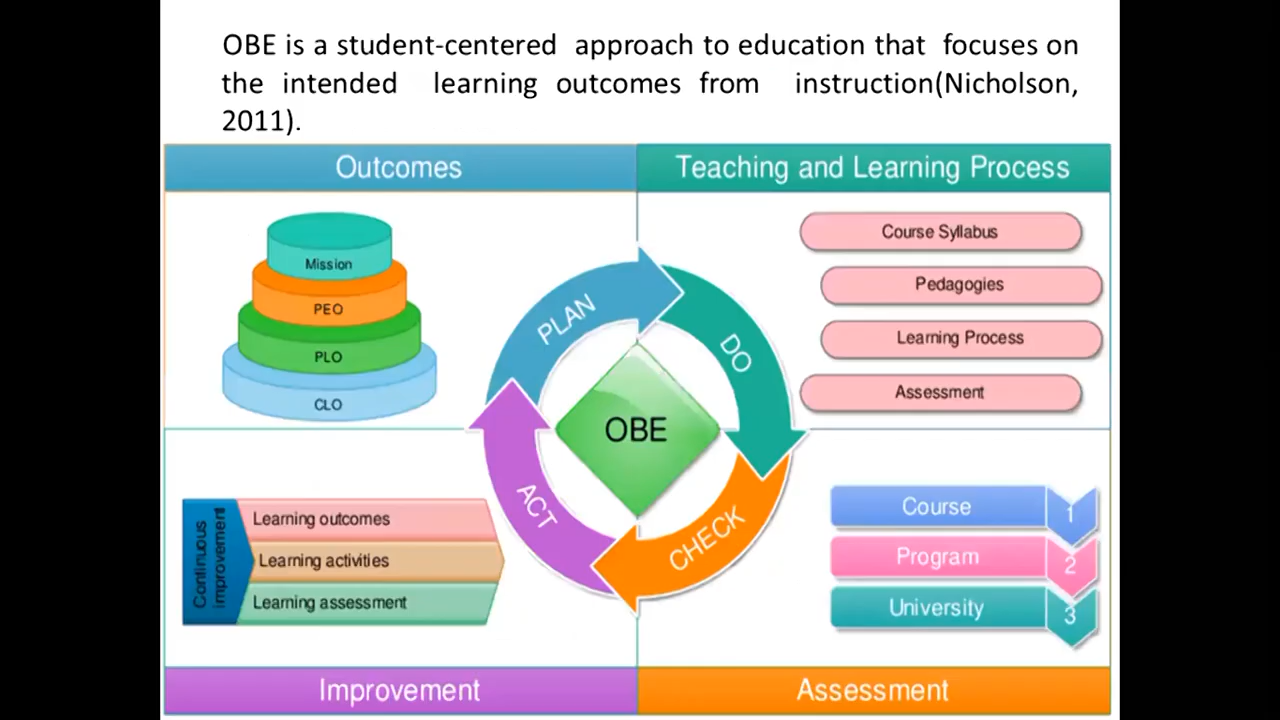 OBE is a student-centered approach to education that focuses on
the intended learning outcomes from instruction(Nicholson,
2011).
Outcomes
Teaching and Learning Process
Mission
PEO
PLO
CLO
Course Syllabus
Pedagogies
Learning Process
Assessment
PLAN
DO
CHECK
ACT
OBE
Continuous
improvement
Learning outcomes
Learning activities
Learning assessment
Course 1
Program 2
University 3
Improvement
Assessment